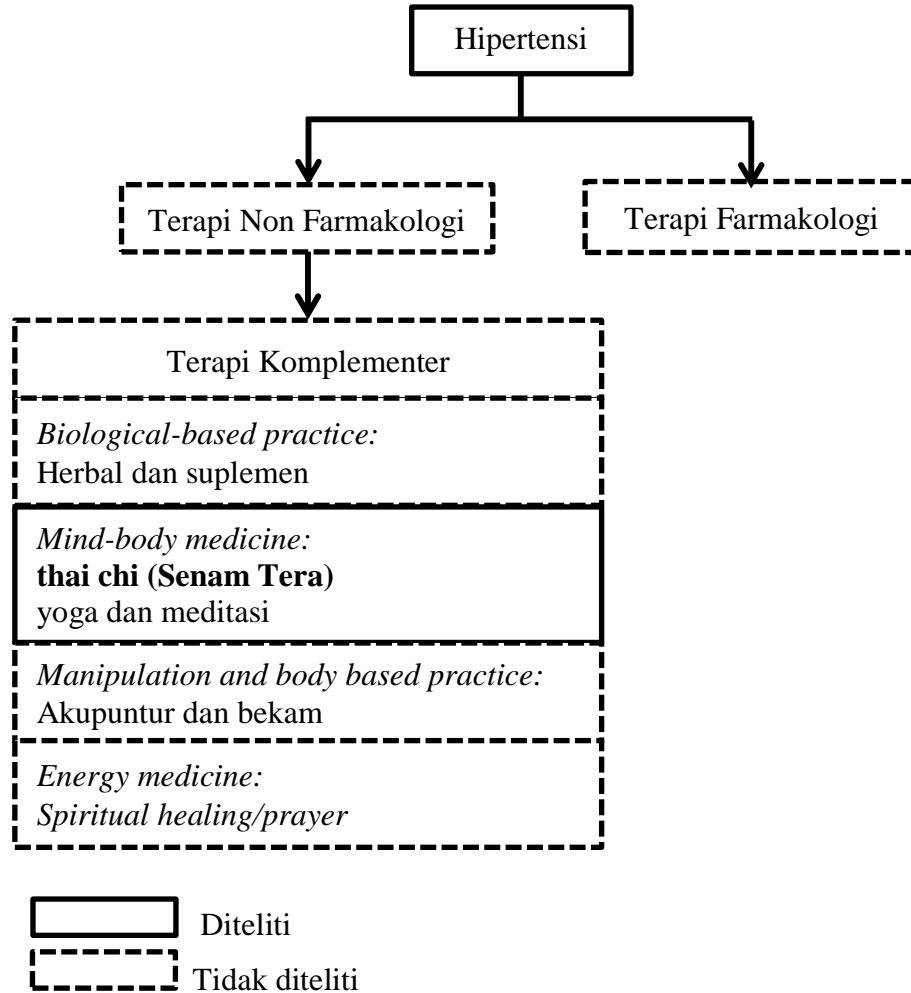 Hipertensi
Terapi Non Farmakologi
Terapi Farmakologi
Terapi Komplementer
Biological-based practice:
Herbal dan suplemen
Mind-body medicine:
thai chi (Senam Tera)
yoga dan meditasi
Manipulation and body based practice:
Akupuntur dan bekam
Energy medicine:
Spiritual healing/prayer
Diteliti
Tidak diteliti